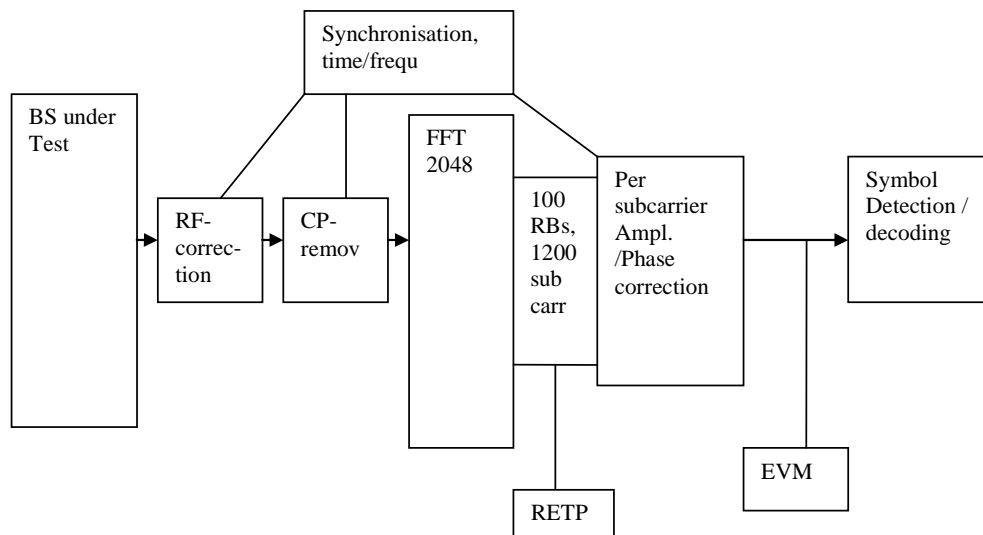 Synchronisation,
time/frequ
BS under
Test
FFT
2048
RF-
correc-
tion
CP-
remov
100
RBs,
1200
sub
carr
Per
subcarrier
Ampl.
/Phase
correction
Symbol
Detection /
decoding
EVM
RETP